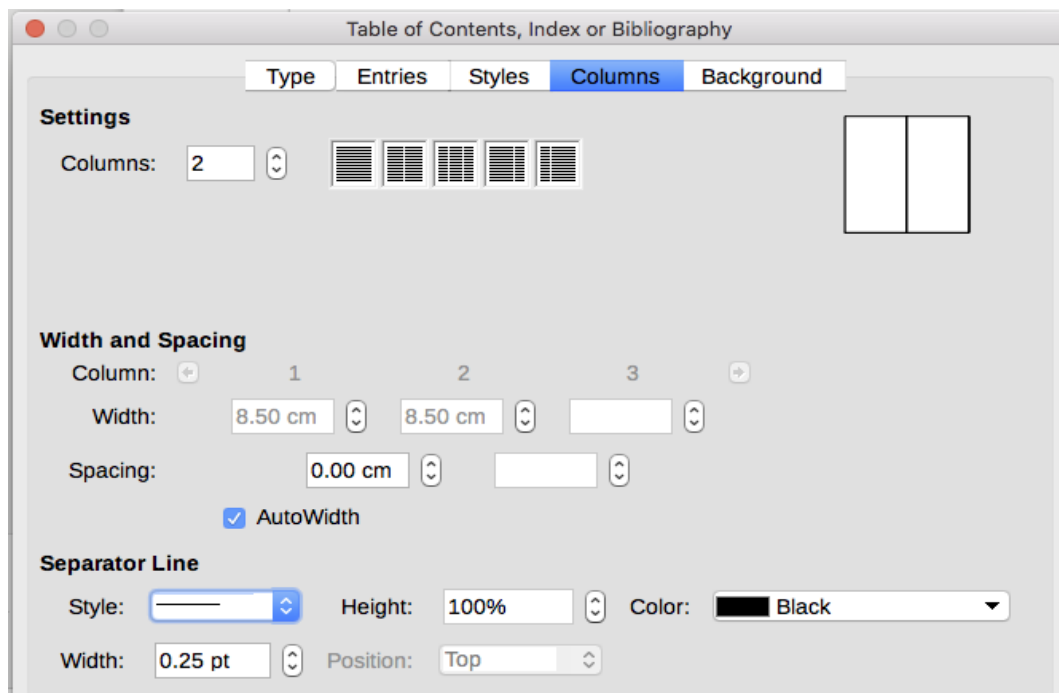 Table of Contents, Index or Bibliography
Type Entries Styles Columns Background
Settings
Columns: 2
Width and Spacing
Column: 1 2 3
Width: 8.50 cm 8.50 cm
Spacing: 0.00 cm
AutoWidth
Separator Line
Style: Height: 100% Color: Black
Width: 0.25 pt Position: Top